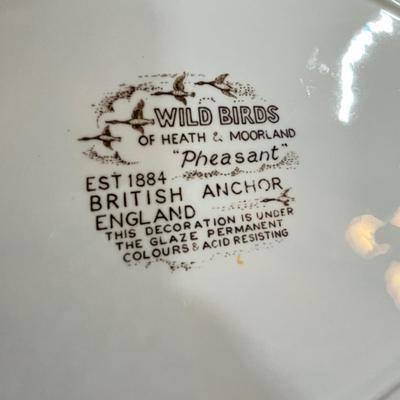 WILD BIRDS
OF HEATH & MOORLAND
"Pheasant"
EST 1884
BRITISH ANCHOR
ENGLAND
THIS DECORATION IS UNDER
THE GLAZE PERMANENT
COLOURS & ACID RESISTING